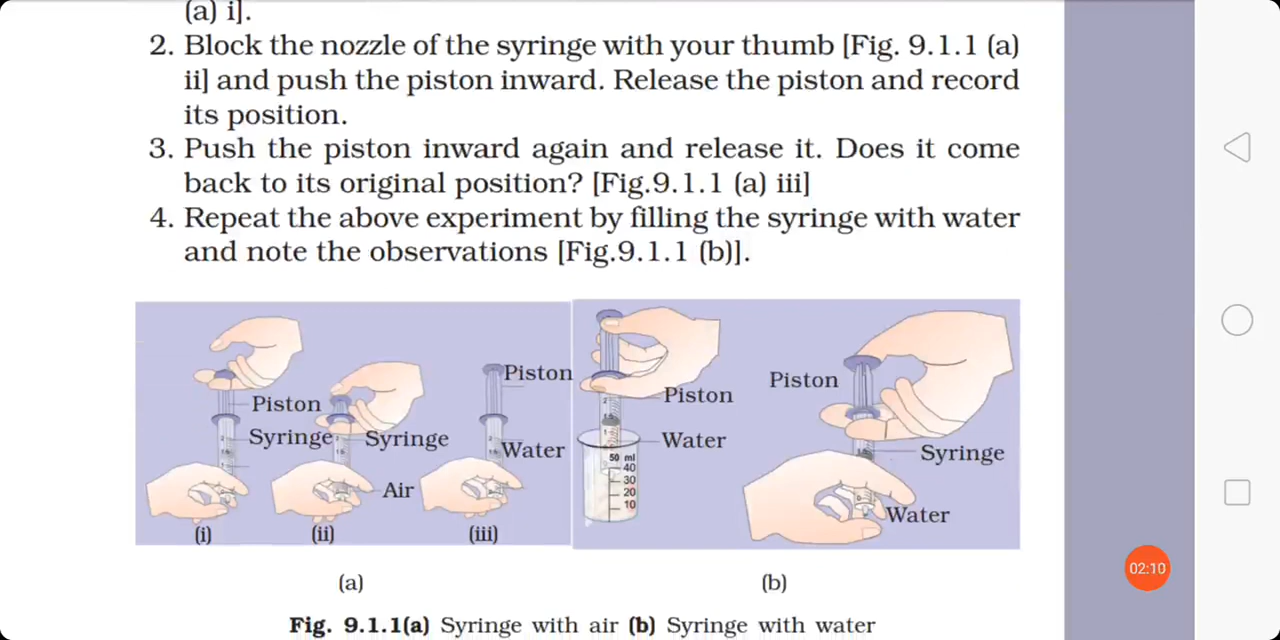 (a) i].
2. Block the nozzle of the syringe with your thumb [Fig. 9.1.1 (a)
ii] and push the piston inward. Release the piston and record
its position.
3. Push the piston inward again and release it. Does it come
back to its original position? [Fig.9.1.1 (a) iii]
4. Repeat the above experiment by filling the syringe with water
and note the observations [Fig.9.1.1 (b)].
Piston
Syringe
(i)
Syringe
Air
(ii)
Piston
Water
(iii)
Piston
Water
50 ml
40
30
20
10
Piston
Syringe
Water
(a)
(b)
Fig. 9.1.1(a) Syringe with air (b) Syringe with water
02:10